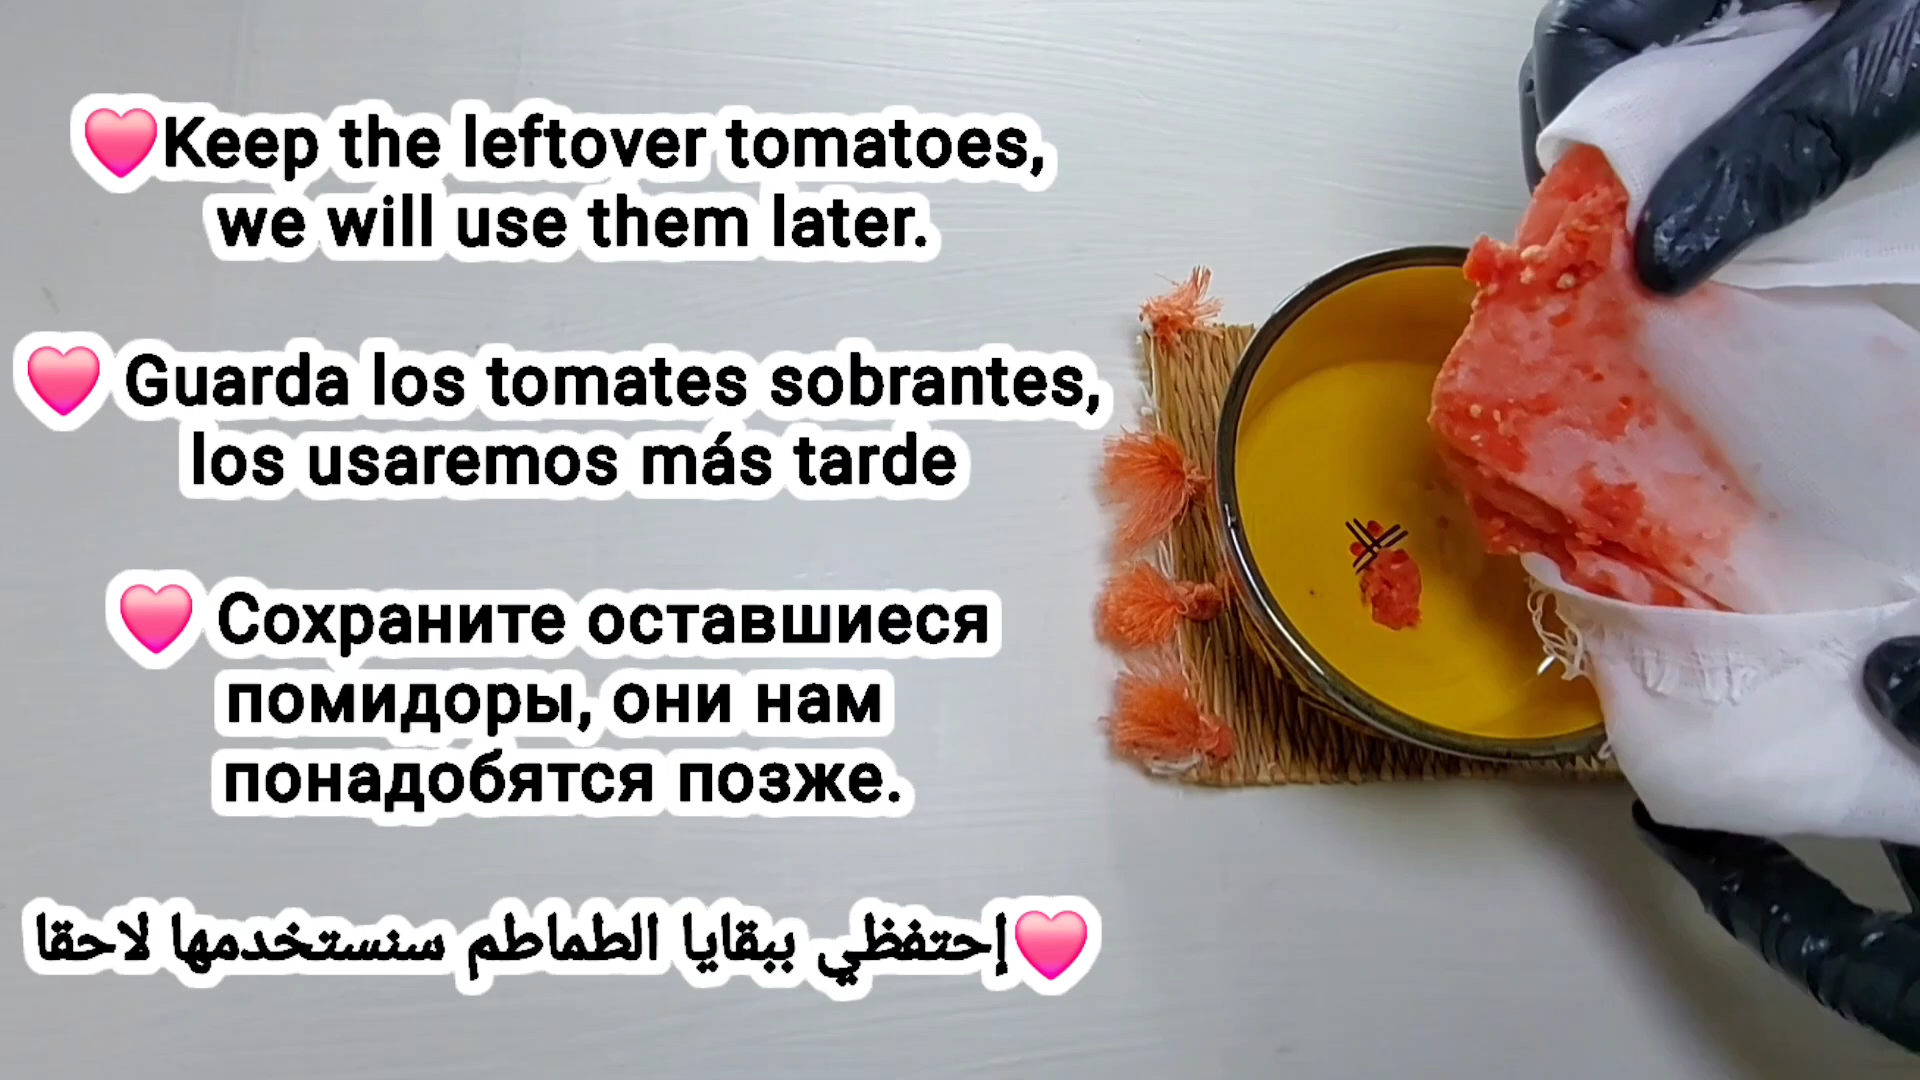 🩷Keep the leftover tomatoes,
we will use them later.
🩷 Guarda los tomates sobrantes,
los usaremos más tarde
🩷 Сохраните оставшиеся
помидоры, они нам
понадобятся позже.
🩷إحتفظي ببقايا الطماطم سنستخدمها لاحقا